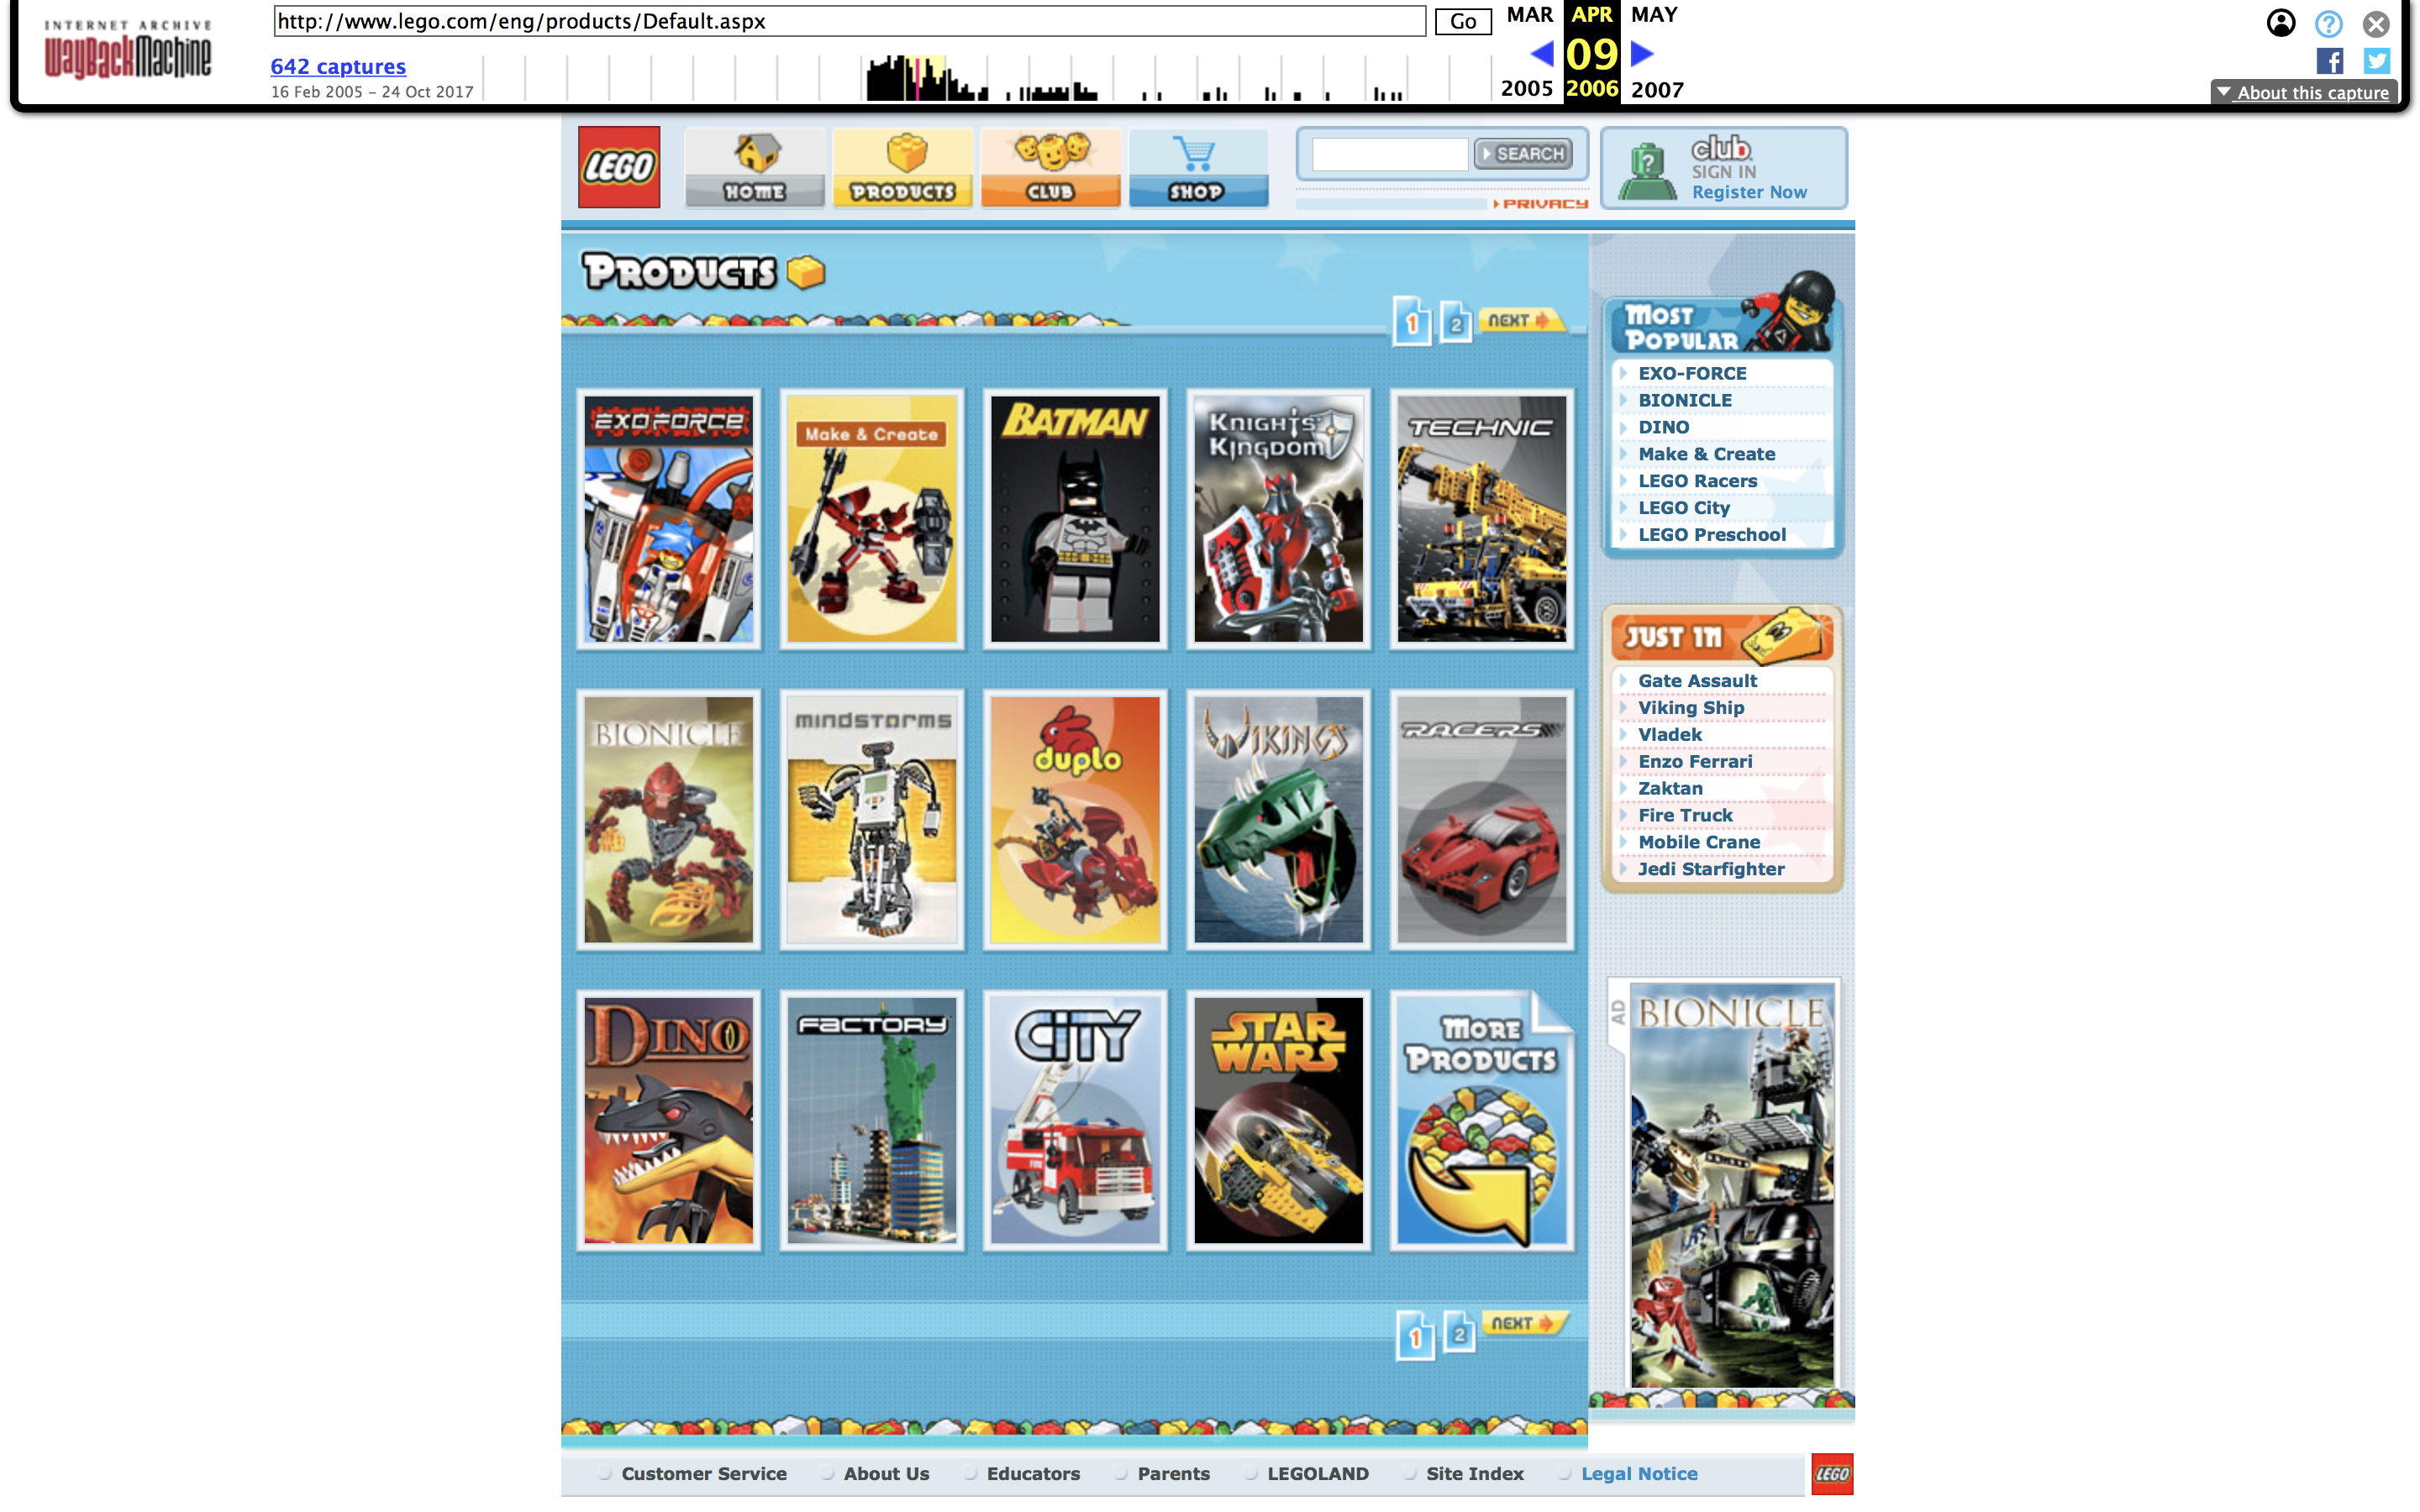 INTERNET ARCHIVE
WayBackMachine
http://www.lego.com/eng/products/Default.aspx
Go
642 captures
16 Feb 2005 – 24 Oct 2017
MAR APR MAY
09
2005 2006 2007
About this capture
LEGO
HOME
PRODUCTS
CLUB
SHOP
SEARCH
PRIVACY
club
SIGN IN
Register Now
PRODUCTS
1 2 NEXT
EXOFORCE
Make & Create
BATMAN
KNIGHTS'
KINGDOM
TECHNIC
BIONICLE
mindstorms
duplo
VIKINGS
RACERS
DINO
FACTORY
CITY
STAR
WARS
MORE
PRODUCTS
1 2 NEXT
MOST
POPULAR
EXO-FORCE
BIONICLE
DINO
Make & Create
LEGO Racers
LEGO City
LEGO Preschool
JUST IN
Gate Assault
Viking Ship
Vladek
Enzo Ferrari
Zaktan
Fire Truck
Mobile Crane
Jedi Starfighter
AD
BIONICLE
Customer Service
About Us
Educators
Parents
LEGOLAND
Site Index
Legal Notice
LEGO